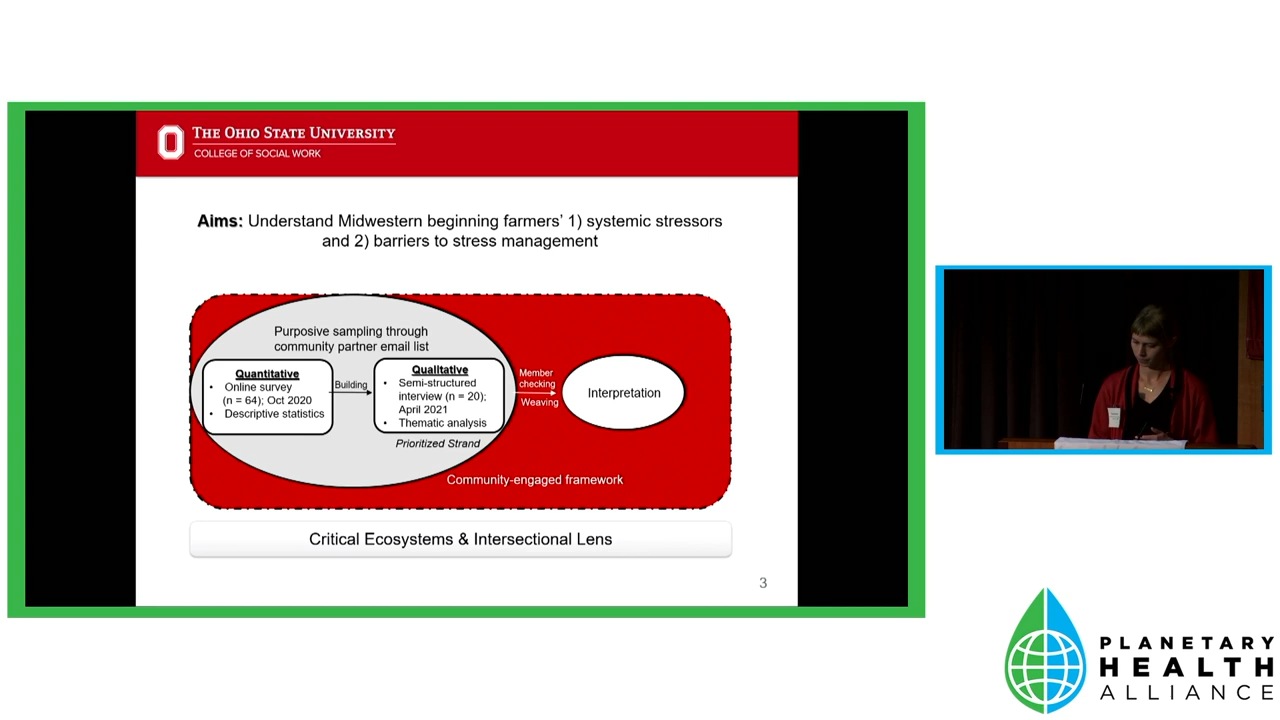 THE OHIO STATE UNIVERSITY
COLLEGE OF SOCIAL WORK
Aims: Understand Midwestern beginning farmers’ 1) systemic stressors
and 2) barriers to stress management
Purposive sampling through
community partner email list
Quantitative
• Online survey
(n = 64); Oct 2020
• Descriptive statistics
Building
Qualitative
• Semi-structured
interview (n = 20);
April 2021
• Thematic analysis
Prioritized Strand
Member
checking
Weaving
Interpretation
Community-engaged framework
Critical Ecosystems & Intersectional Lens
3
PLANETARY
HEALTH
ALLIANCE